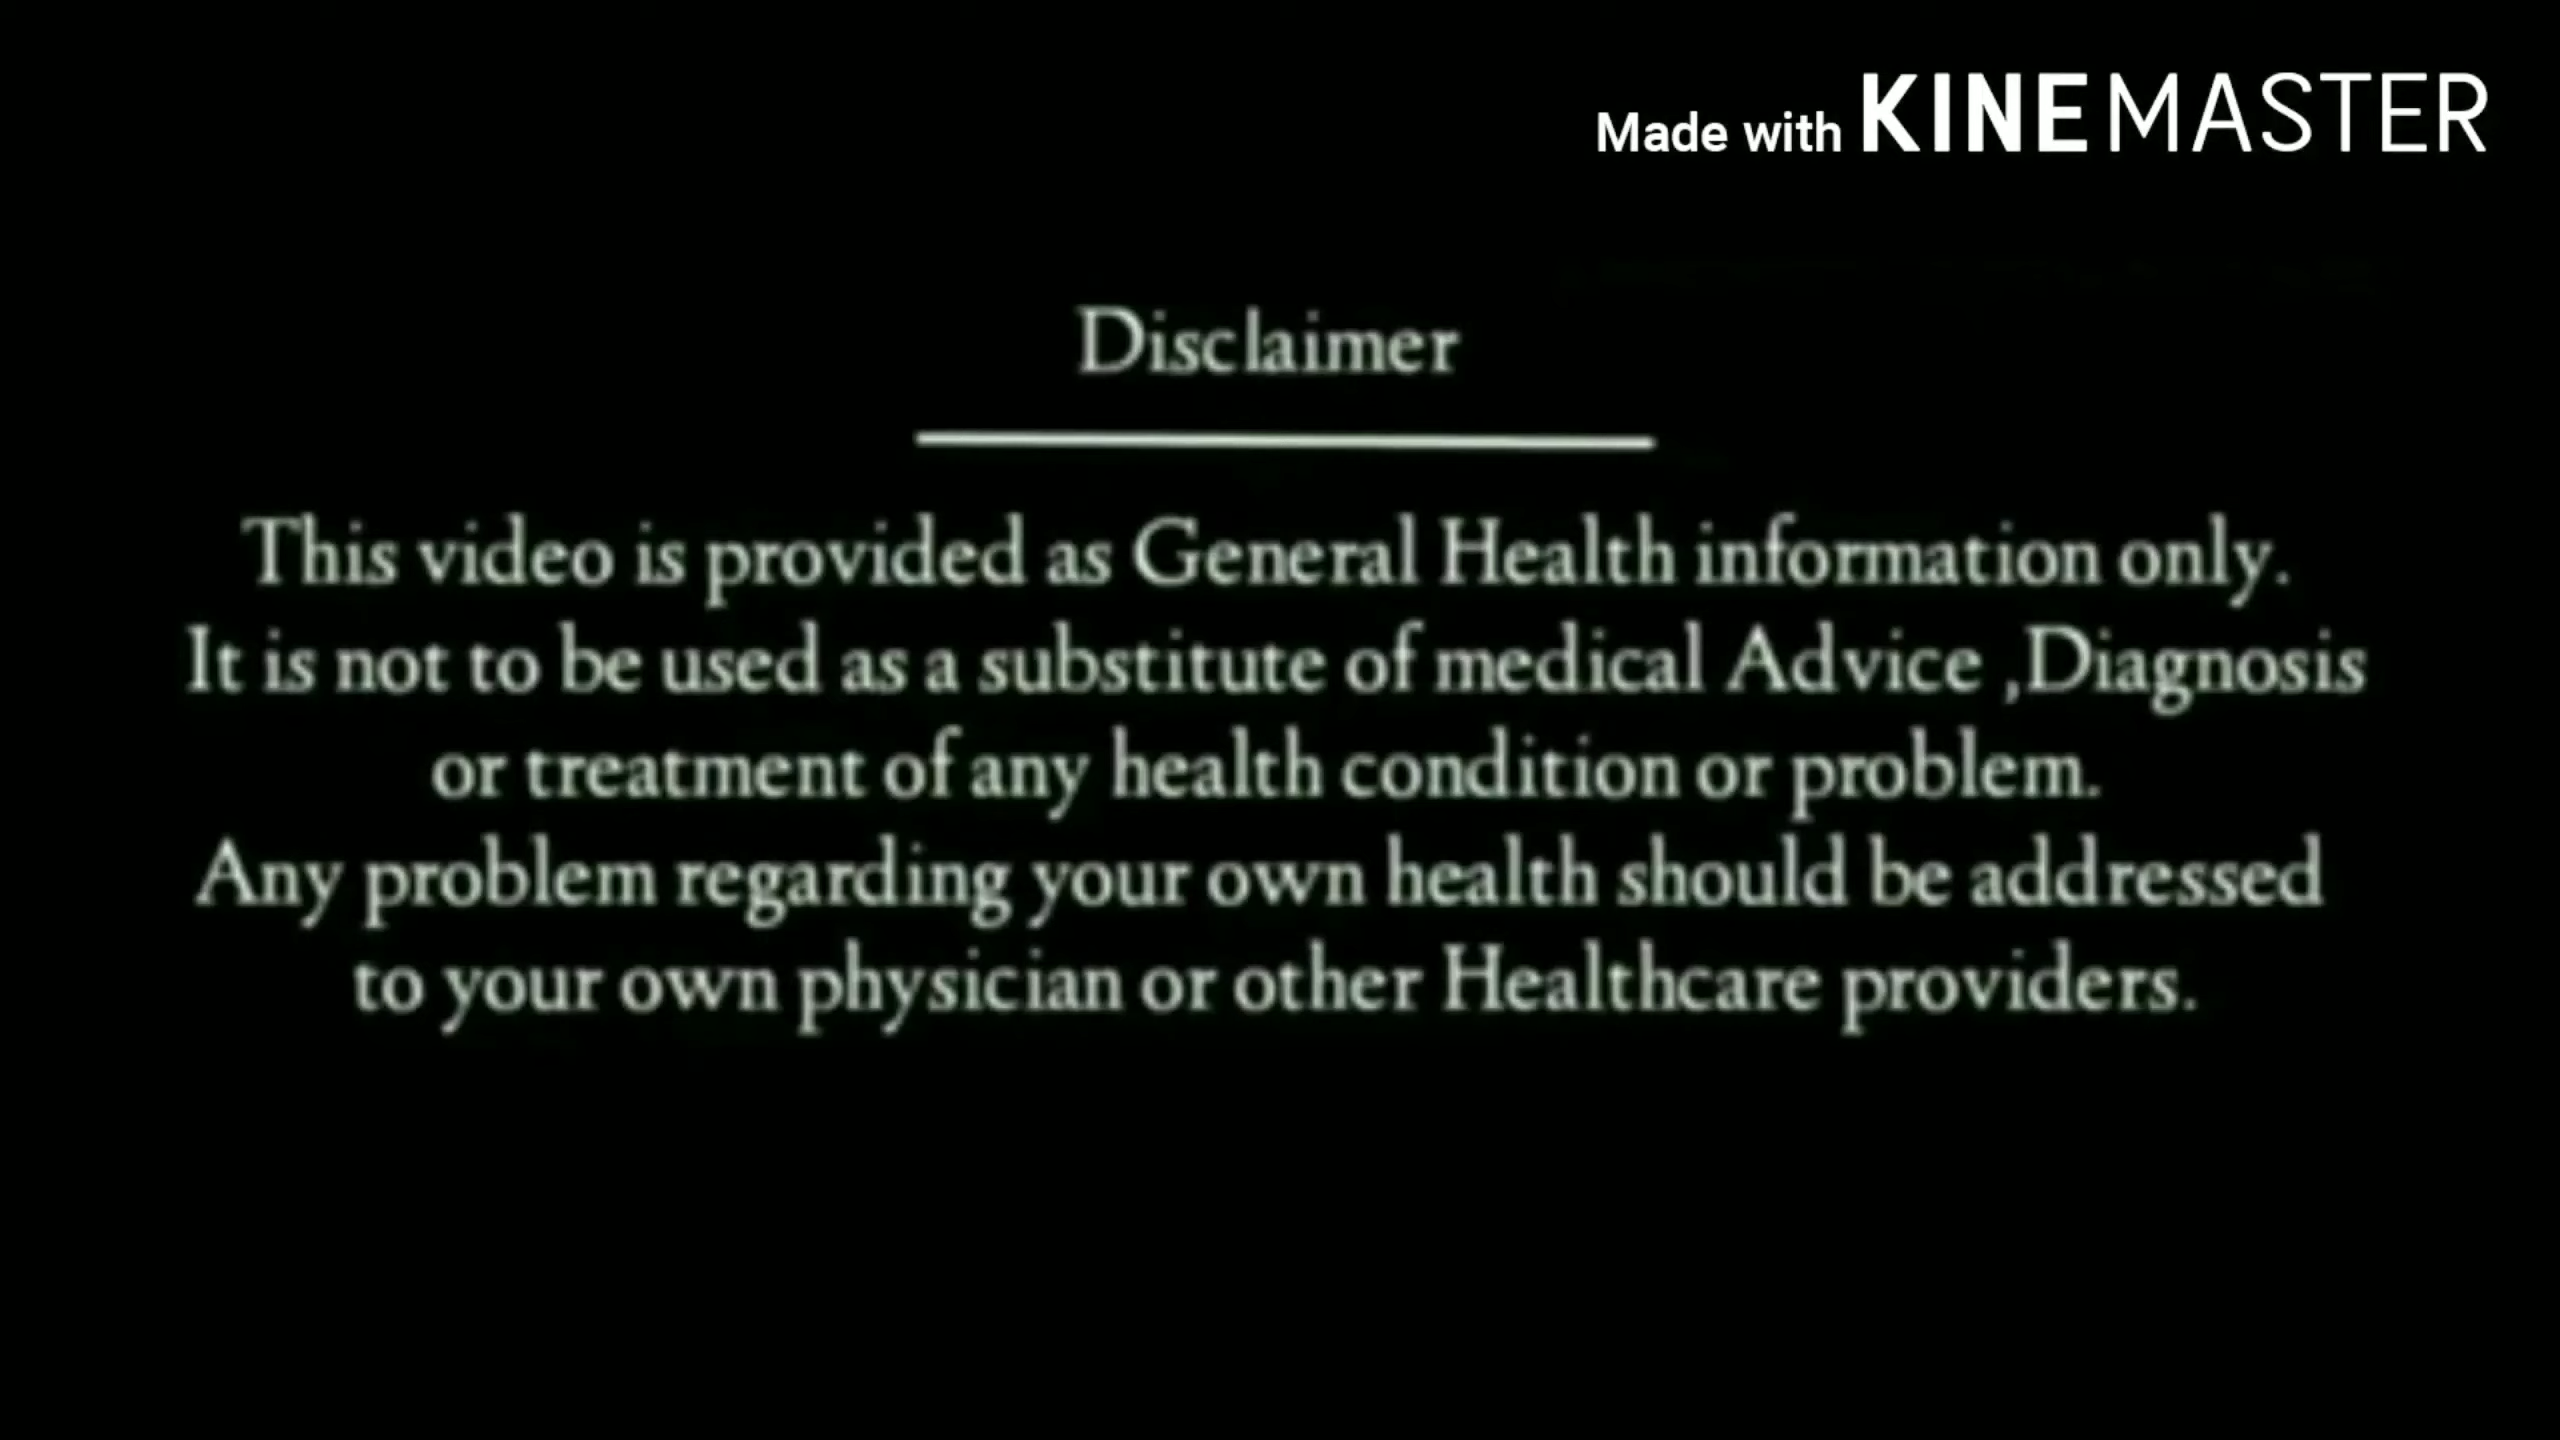 Made with KINEMASTER
Disclaimer
This video is provided as General Health information only.
It is not to be used as a substitute of medical Advice ,Diagnosis
or treatment of any health condition or problem.
Any problem regarding your own health should be addressed
to your own physician or other Healthcare providers.